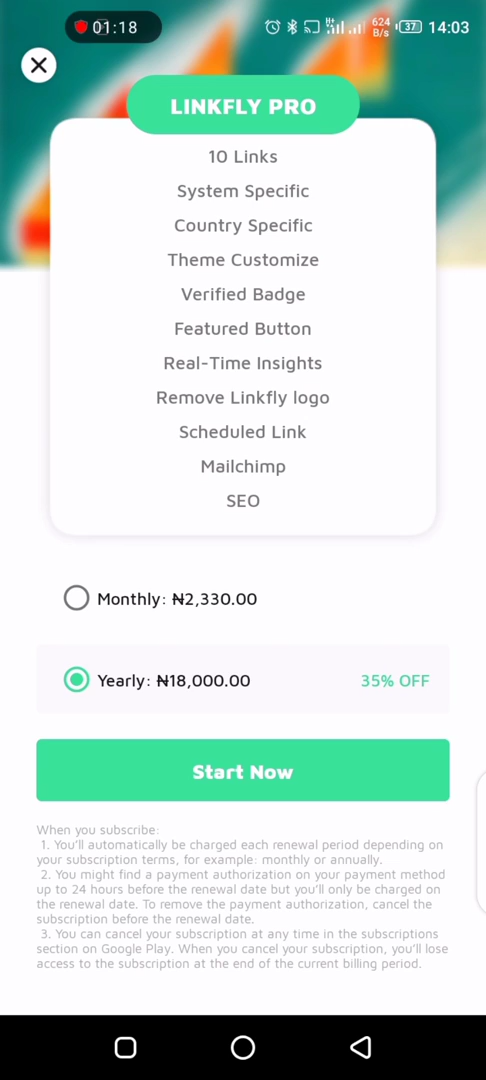 01:18
624
B/s
37
14:03
LINKFLY PRO
10 Links
System Specific
Country Specific
Theme Customize
Verified Badge
Featured Button
Real-Time Insights
Remove Linkfly logo
Scheduled Link
Mailchimp
SEO
Monthly: ₦2,330.00
Yearly: ₦18,000.00 35% OFF
Start Now
When you subscribe:
1. You'll automatically be charged each renewal period depending on
your subscription terms, for example: monthly or annually.
2. You might find a payment authorization on your payment method
up to 24 hours before the renewal date but you'll only be charged on
the renewal date. To remove the payment authorization, cancel the
subscription before the renewal date.
3. You can cancel your subscription at any time in the subscriptions
section on Google Play. When you cancel your subscription, you'll lose
access to the subscription at the end of the current billing period.